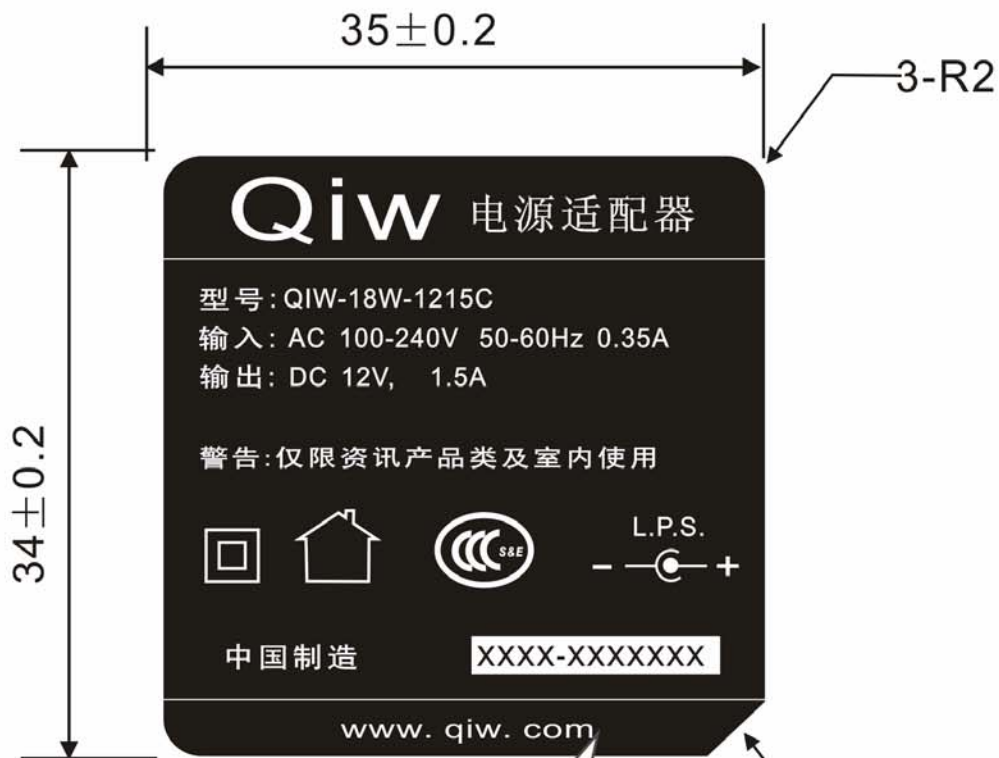 35±0.2
3-R2
34±0.2
Qiw 电源适配器
型号:QIW-18W-1215C
输入: AC 100-240V 50-60Hz 0.35A
输出: DC 12V, 1.5A
警告:仅限资讯产品类及室内使用
CCC S&E
L.P.S.
- +
中国制造 XXXX-XXXXXXX
www. qiw. com